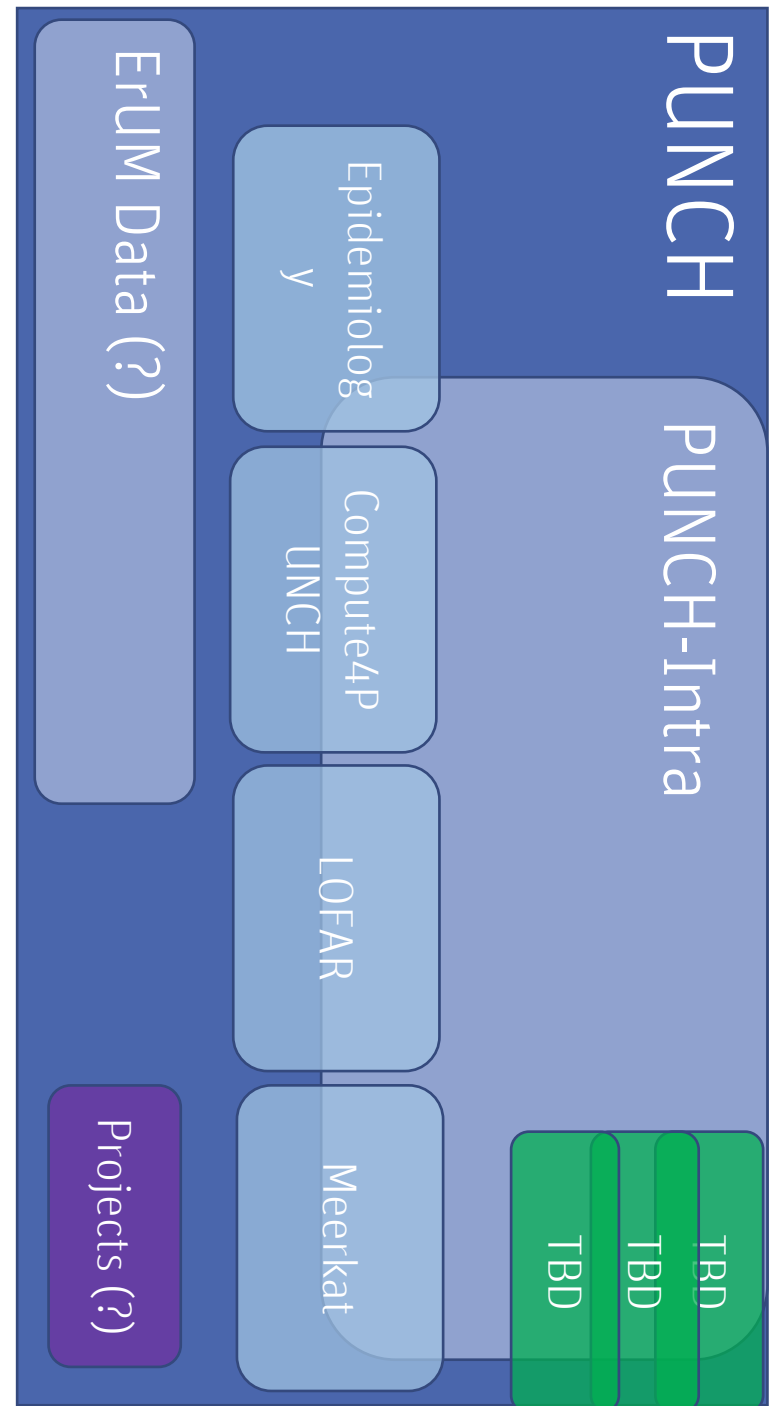 PUNCH
PUNCH-Intra
TBD
TBD
TBD
Epidemiolog
y
Compute4P
UNCH
LOFAR
Meerkat
ErUM Data (?)
Projects (?)